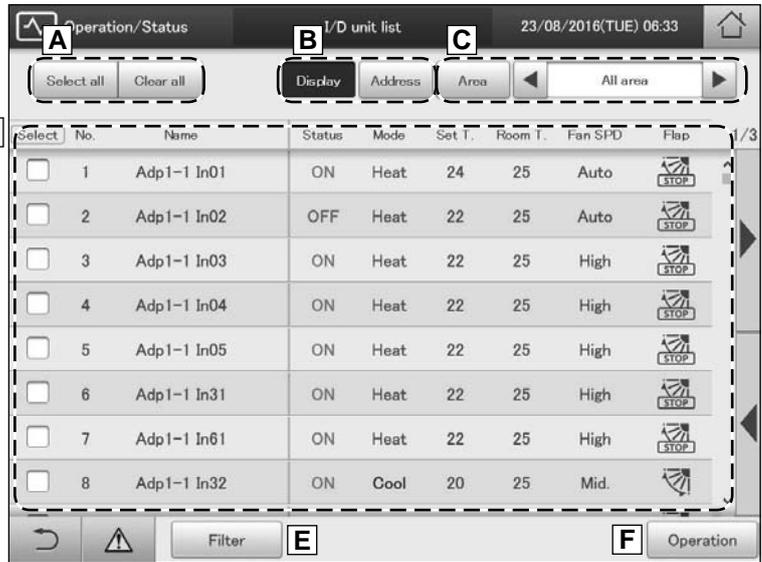 Operation/Status I/D unit list 23/08/2016(TUE) 06:33
A B C
Select all Clear all Display Address Area All area
Select No. Name Status Mode Set T. Room T. Fan SPD Flap 1/3
1 Adp1-1 In01 ON Heat 24 25 Auto STOP
2 Adp1-1 In02 OFF Heat 22 25 Auto STOP
3 Adp1-1 In03 ON Heat 22 25 High STOP
4 Adp1-1 In04 ON Heat 22 25 High STOP
5 Adp1-1 In05 ON Heat 22 25 High STOP
6 Adp1-1 In31 ON Heat 22 25 High STOP
7 Adp1-1 In61 ON Heat 22 25 High STOP
8 Adp1-1 In32 ON Cool 20 25 Mid.
Filter E F Operation